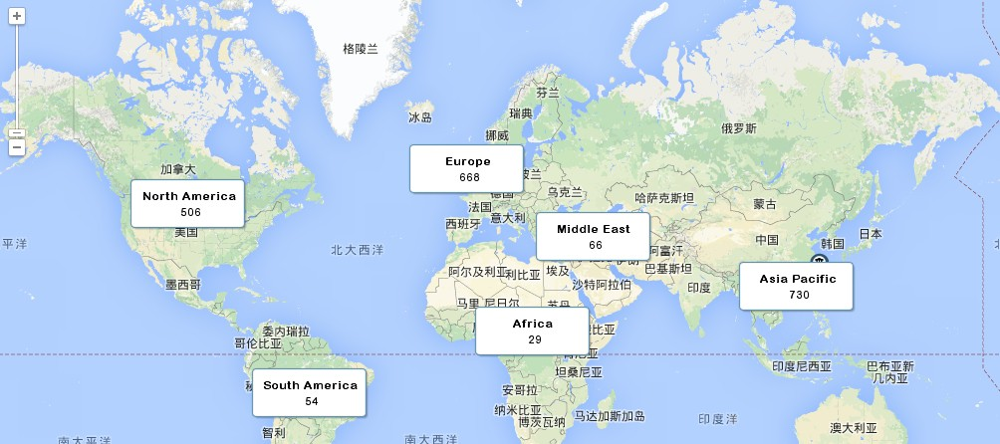 格陵兰
芬兰
瑞典
冰岛
挪威
俄罗斯
Europe
668
加拿大
North America
506
乌克兰
哈萨克斯坦
法国
蒙古
西班牙
意大利
Middle East
66
美国
日本
韩国
中国
太平洋
北大西洋
阿富汗
巴基斯坦
阿尔及利亚
利比亚
埃及
沙特阿拉伯
Asia Pacific
730
印度
墨西哥
马里
尼日尔
苏丹
Africa
29
委内瑞拉
哥伦比亚
肯尼亚
印度尼西亚
巴布亚新
几内亚
坦桑尼亚
South America
54
安哥拉
纳米比亚
博茨瓦纳
马达加斯加岛
印度洋
澳大利亚
智利
南太平洋
南大西洋